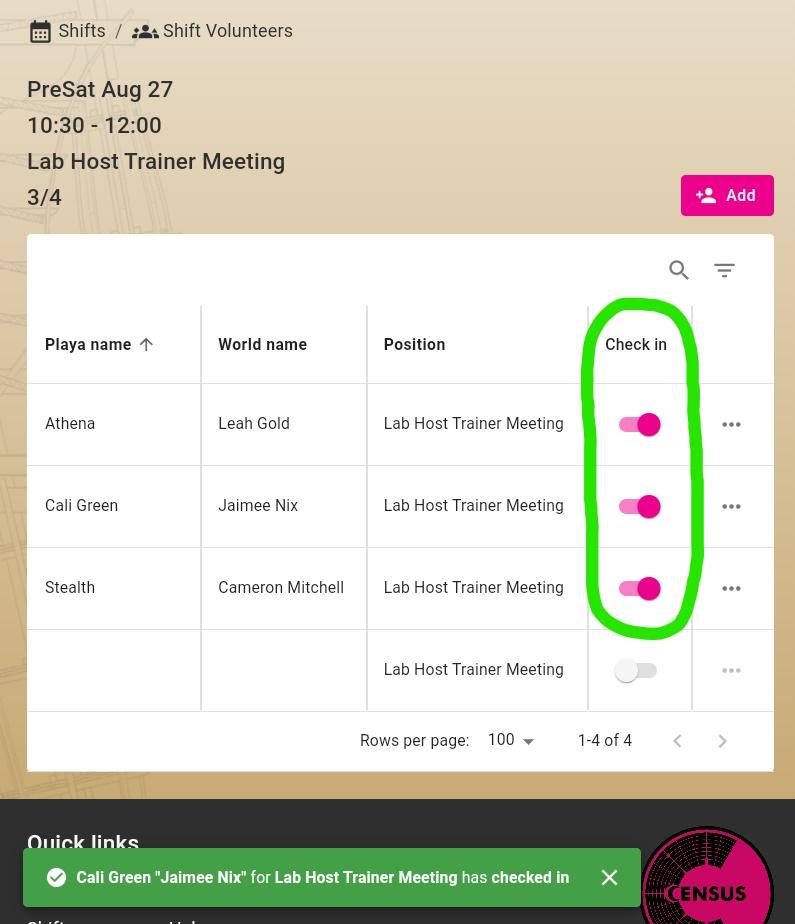 Shifts / Shift Volunteers
PreSat Aug 27
10:30 - 12:00
Lab Host Trainer Meeting
3/4
Add
Playa name World name Position Check in
Athena Leah Gold Lab Host Trainer Meeting
Cali Green Jaimee Nix Lab Host Trainer Meeting
Stealth Cameron Mitchell Lab Host Trainer Meeting
Lab Host Trainer Meeting
Rows per page: 100 1-4 of 4
Quick links
Cali Green "Jaimee Nix" for Lab Host Trainer Meeting has checked in
CENSUS